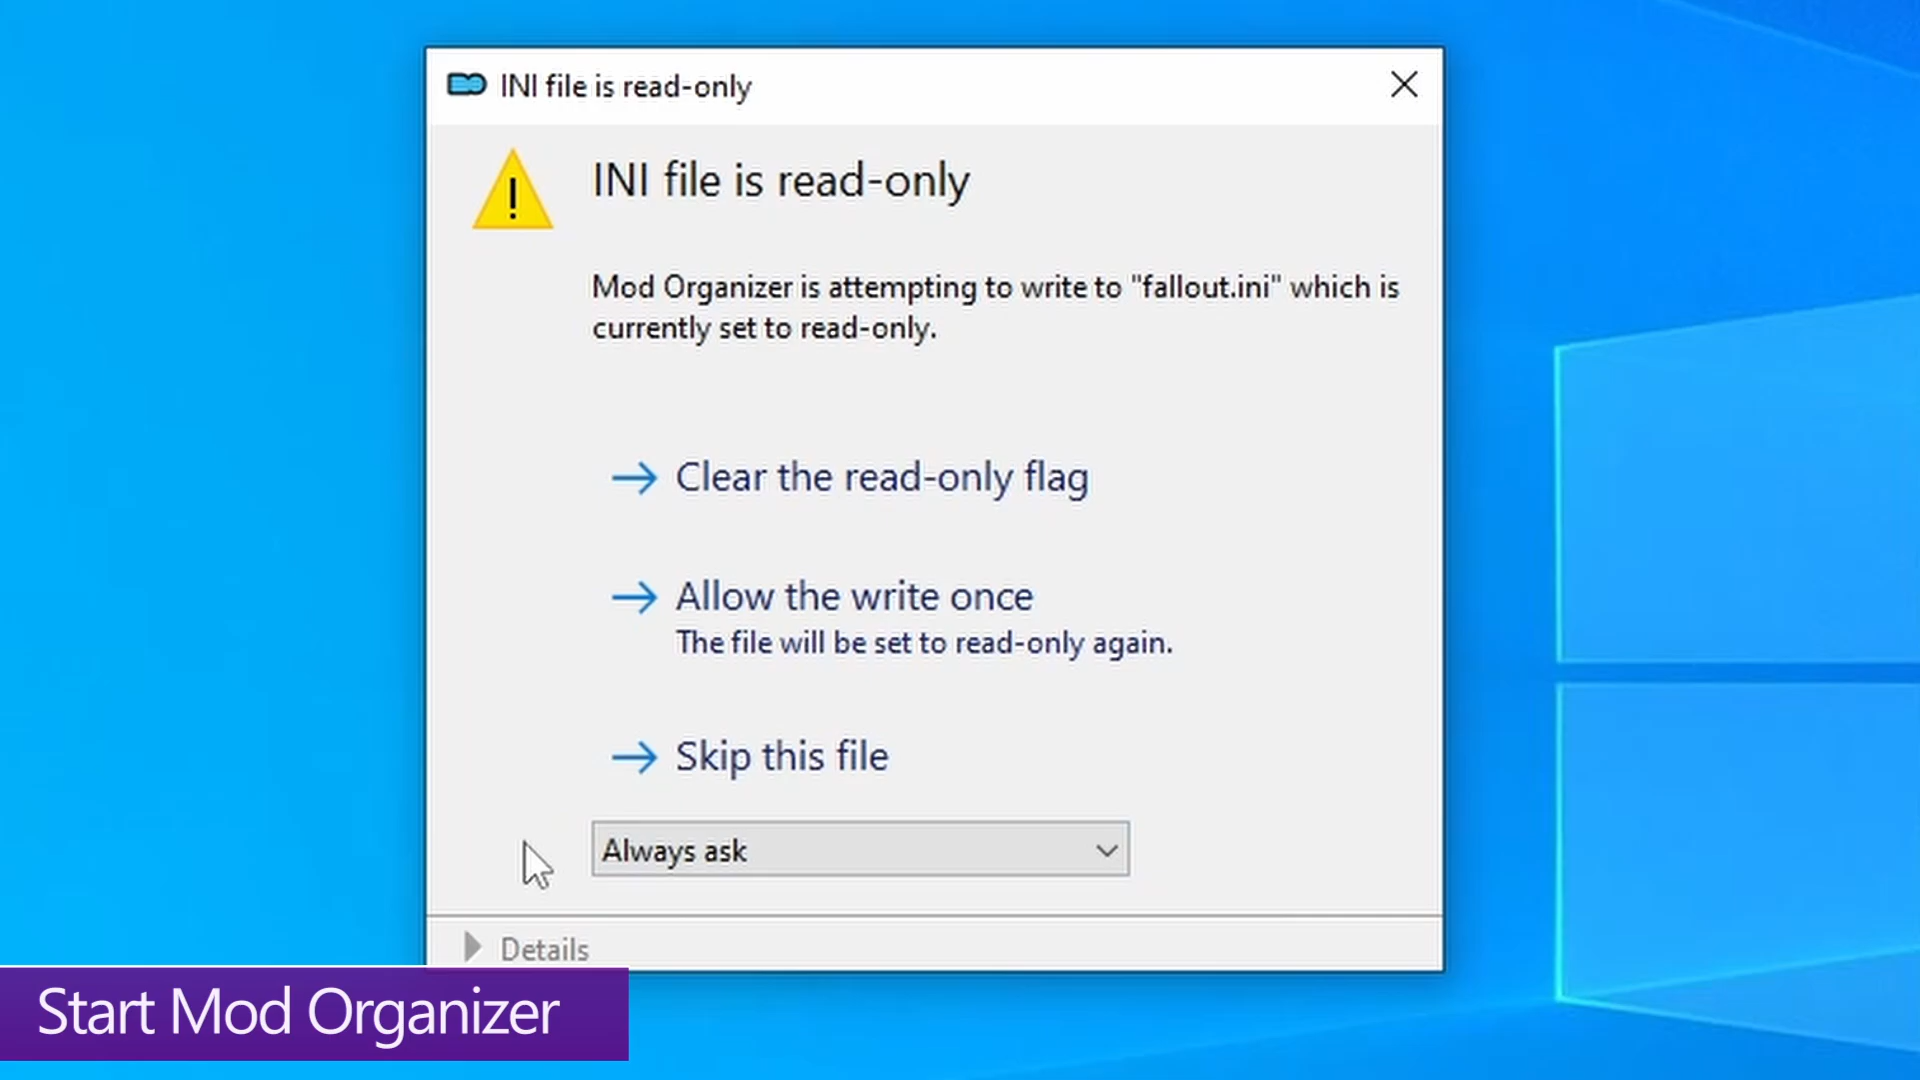 INI file is read-only
INI file is read-only
Mod Organizer is attempting to write to "fallout.ini" which is
currently set to read-only.
Clear the read-only flag
Allow the write once
The file will be set to read-only again.
Skip this file
Always ask
Details
Start Mod Organizer